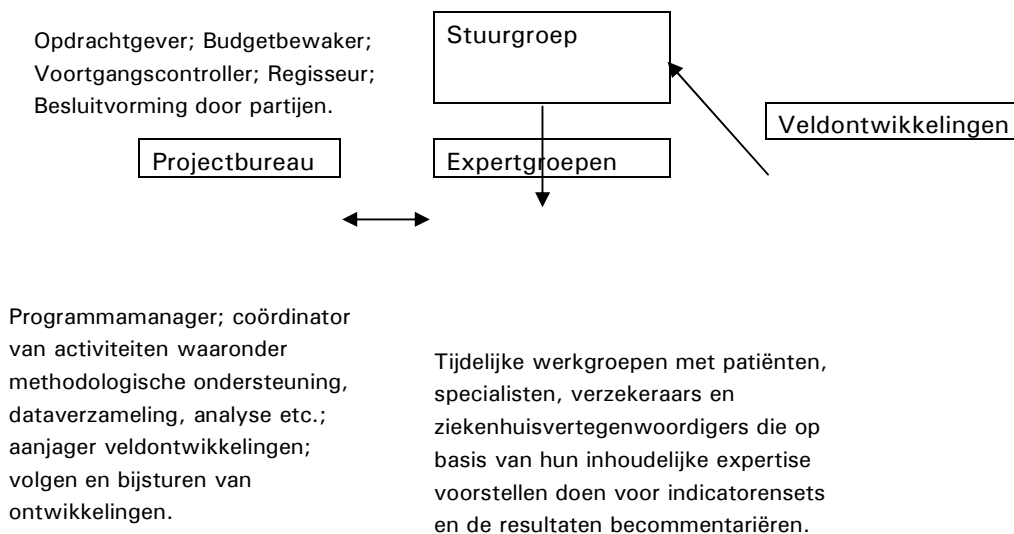 Opdrachtgever; Budgetbewaker;
Voortgangscontroller; Regisseur;
Besluitvorming door partijen.
Stuurgroep
Veldontwikkelingen
Projectbureau
Expertgroepen
Programmamanager; coördinator
van activiteiten waaronder
methodologische ondersteuning,
dataverzameling, analyse etc.;
aanjager veldontwikkelingen;
volgen en bijsturen van
ontwikkelingen.
Tijdelijke werkgroepen met patiënten,
specialisten, verzekeraars en
ziekenhuisvertegenwoordigers die op
basis van hun inhoudelijke expertise
voorstellen doen voor indicatorensets
en de resultaten becommentariëren.